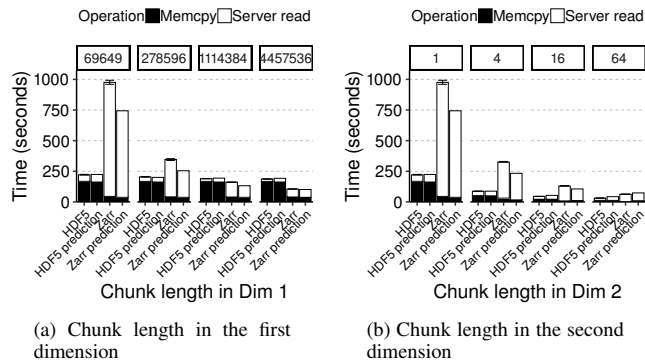 Operation Memcpy Server read
69649 278596 1114384 4457536
Time (seconds)
1000
750
500
250
0
HDF5
HDF5 prediction
Zarr
Zarr prediction
HDF5
HDF5 prediction
Zarr
Zarr prediction
HDF5
HDF5 prediction
Zarr
Zarr prediction
HDF5
HDF5 prediction
Zarr
Zarr prediction
Chunk length in Dim 1
(a) Chunk length in the first
dimension
Operation Memcpy Server read
1 4 16 64
Time (seconds)
1000
750
500
250
0
HDF5
HDF5 prediction
Zarr
Zarr prediction
HDF5
HDF5 prediction
Zarr
Zarr prediction
HDF5
HDF5 prediction
Zarr
Zarr prediction
HDF5
HDF5 prediction
Zarr
Zarr prediction
Chunk length in Dim 2
(b) Chunk length in the second
dimension